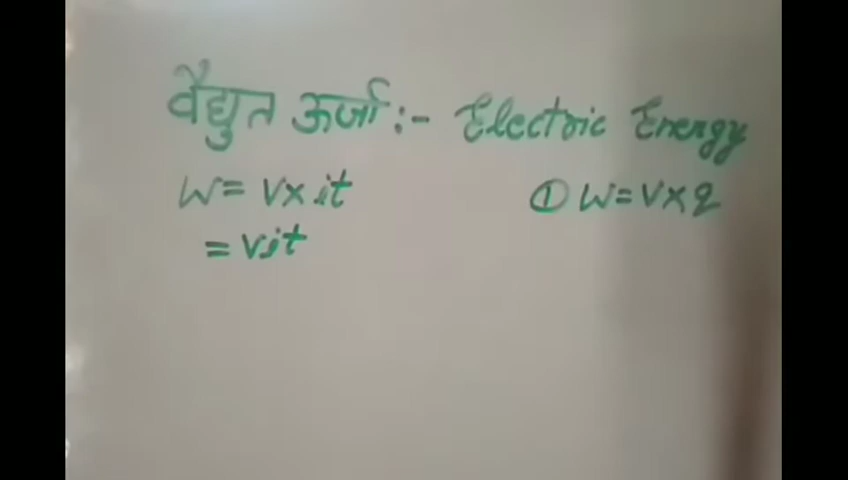 वैद्युत ऊर्जा :- Electric Energy
W = V x it
① W = V x q
= Vit